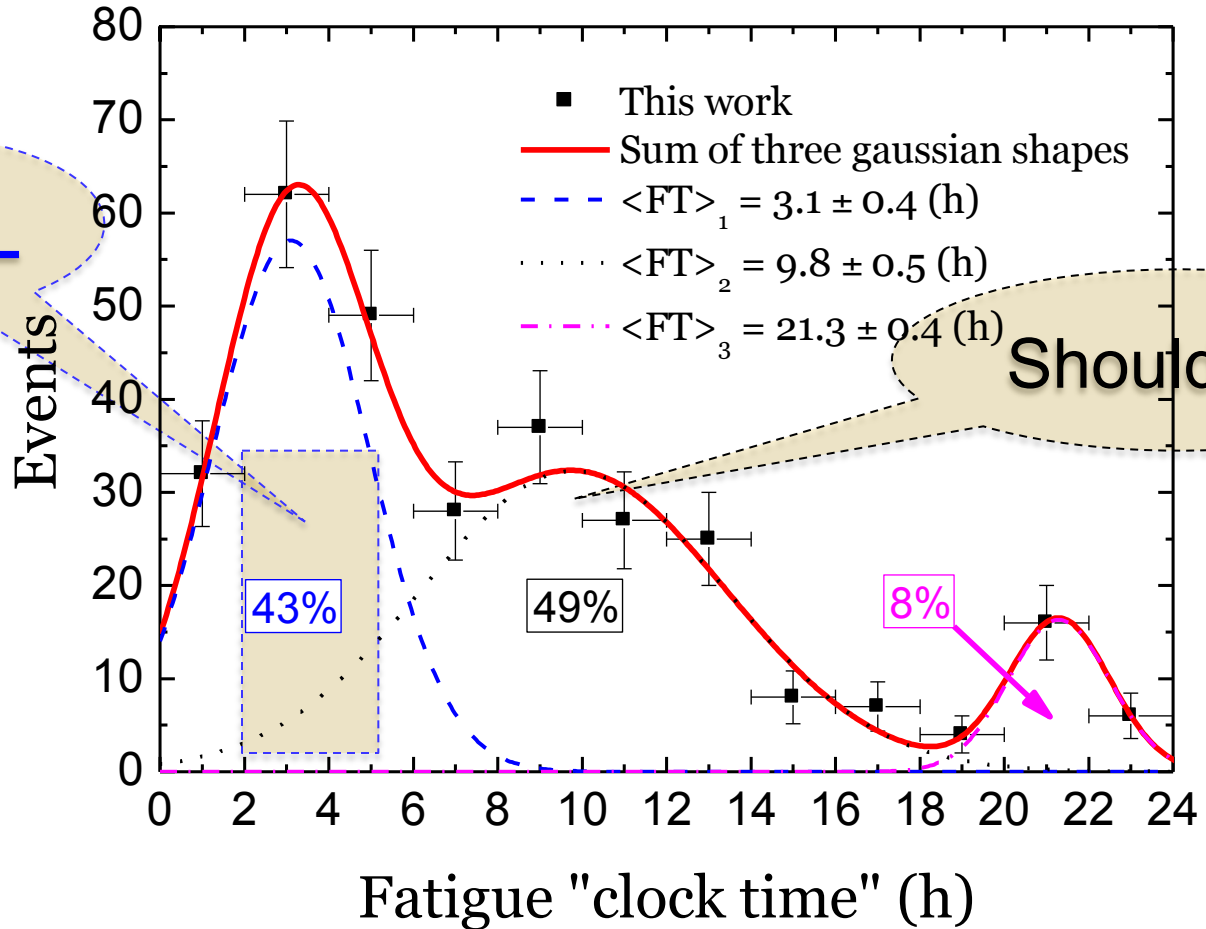 80
70
60
50
40
30
20
10
0
Events
This work
Sum of three gaussian shapes
<FT>₁ = 3.1 ± 0.4 (h)
<FT>₂ = 9.8 ± 0.5 (h)
<FT>₃ = 21.3 ± 0.4 (h)
Should
43%
49%
8%
0 2 4 6 8 10 12 14 16 18 20 22 24
Fatigue "clock time" (h)